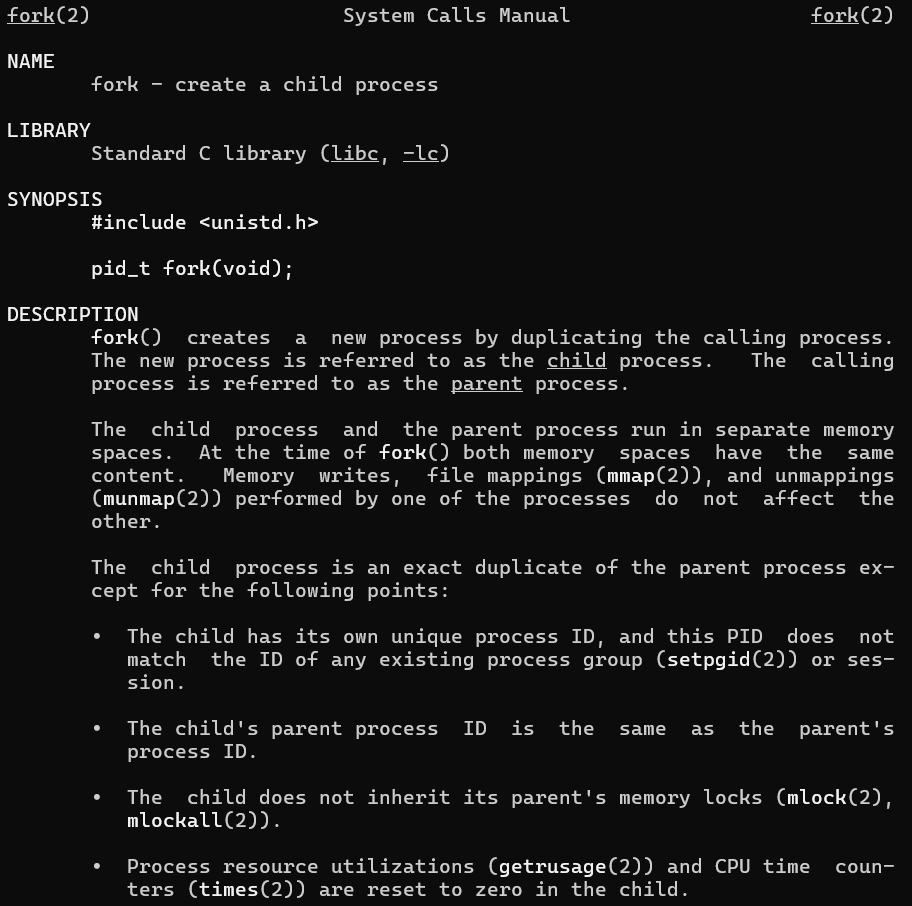 fork(2)                     System Calls Manual                    fork(2)

NAME
       fork - create a child process

LIBRARY
       Standard C library (libc, -lc)

SYNOPSIS
       #include <unistd.h>

       pid_t fork(void);

DESCRIPTION
       fork()  creates  a  new process by duplicating the calling process.
       The new process is referred to as the child process.   The  calling
       process is referred to as the parent process.

       The  child  process  and  the parent process run in separate memory
       spaces.  At the time of fork() both memory  spaces  have  the  same
       content.   Memory  writes,  file mappings (mmap(2)), and unmappings
       (munmap(2)) performed by one of the processes  do  not  affect  the
       other.

       The  child  process is an exact duplicate of the parent process ex-
       cept for the following points:

       •  The child has its own unique process ID, and this PID  does  not
          match  the ID of any existing process group (setpgid(2)) or ses-
          sion.

       •  The child's parent process  ID  is  the  same  as  the  parent's
          process ID.

       •  The  child does not inherit its parent's memory locks (mlock(2),
          mlockall(2)).

       •  Process resource utilizations (getrusage(2)) and CPU time  coun-
          ters (times(2)) are reset to zero in the child.